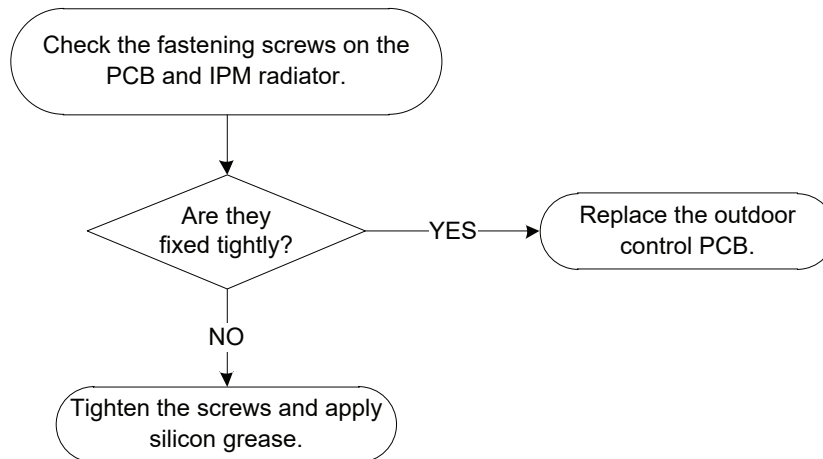 Check the fastening screws on the
PCB and IPM radiator.
Are they
fixed tightly?
YES
Replace the outdoor
control PCB.
NO
Tighten the screws and apply
silicon grease.